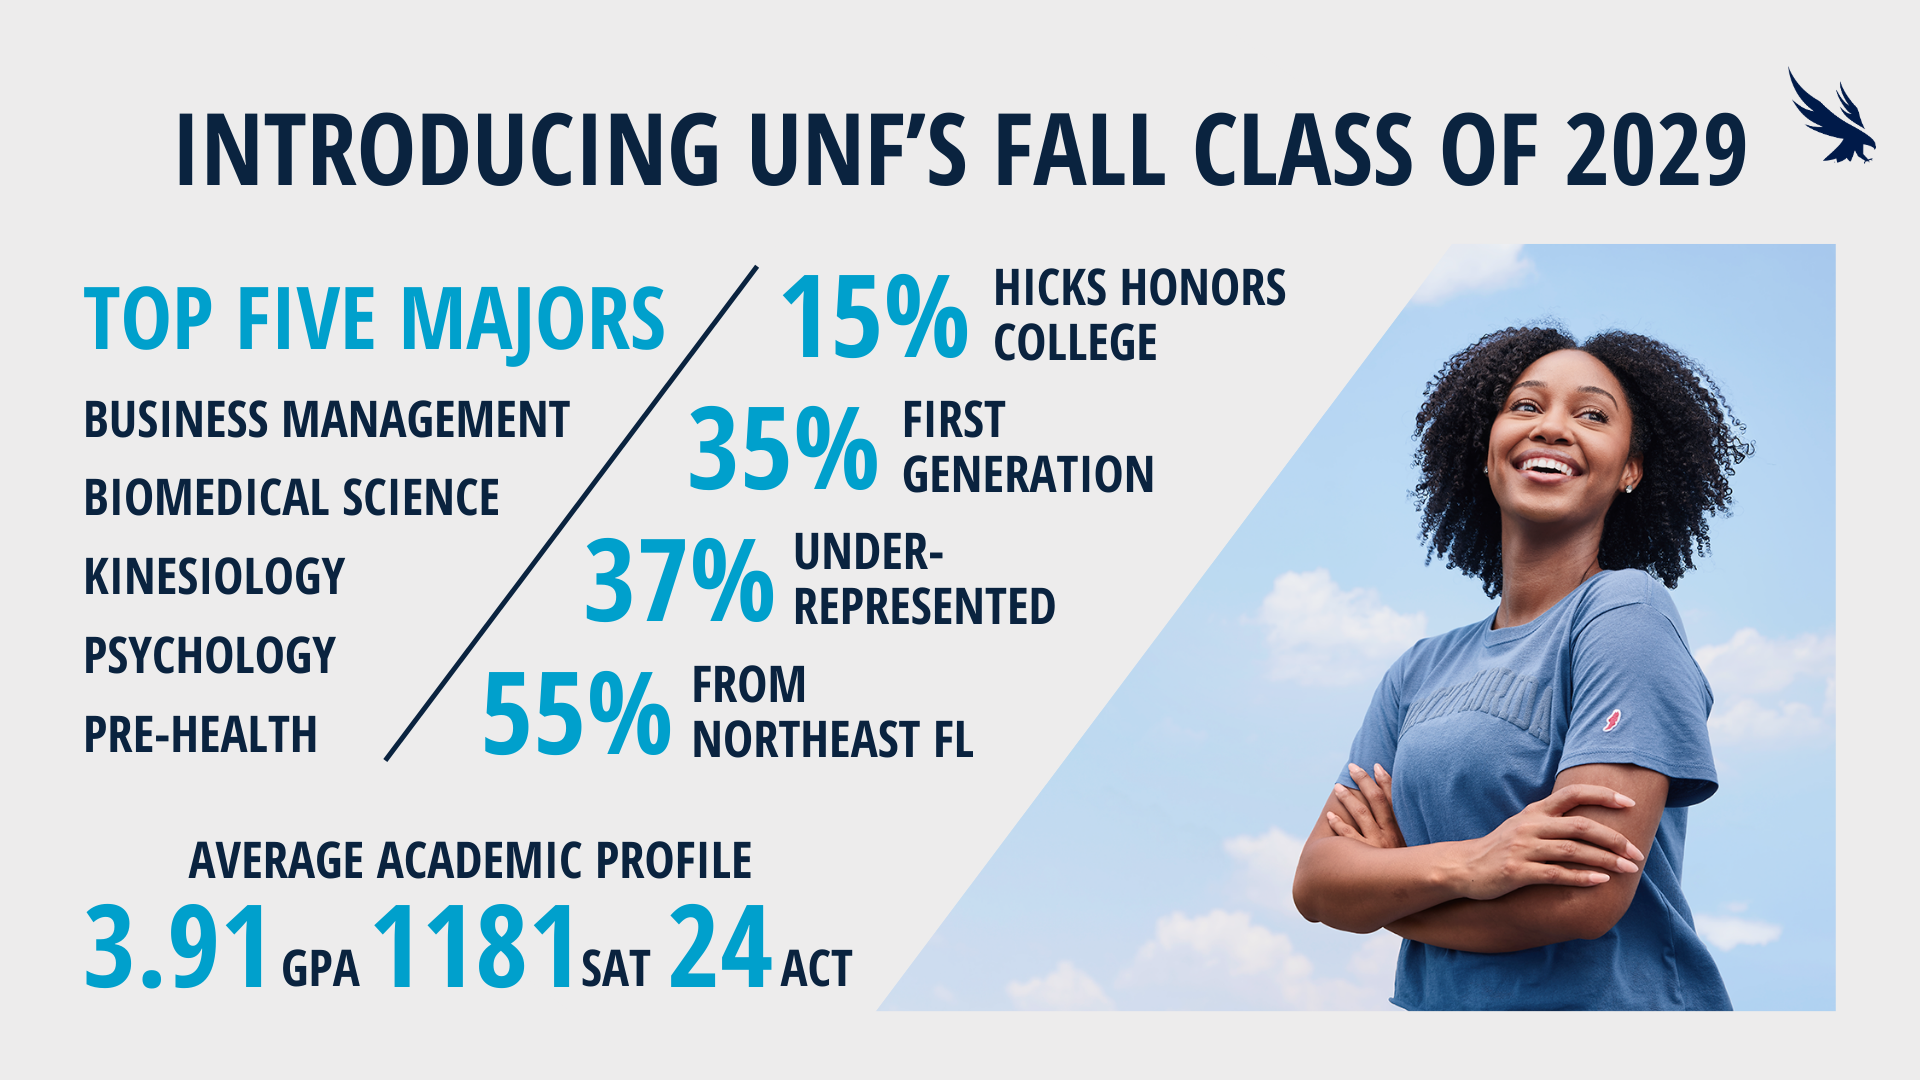 INTRODUCING UNF’S FALL CLASS OF 2029
TOP FIVE MAJORS
BUSINESS MANAGEMENT
BIOMEDICAL SCIENCE
KINESIOLOGY
PSYCHOLOGY
PRE-HEALTH
15% HICKS HONORS
COLLEGE
35% FIRST
GENERATION
37% UNDER-
REPRESENTED
55% FROM
NORTHEAST FL
AVERAGE ACADEMIC PROFILE
3.91 GPA 1181 SAT 24 ACT